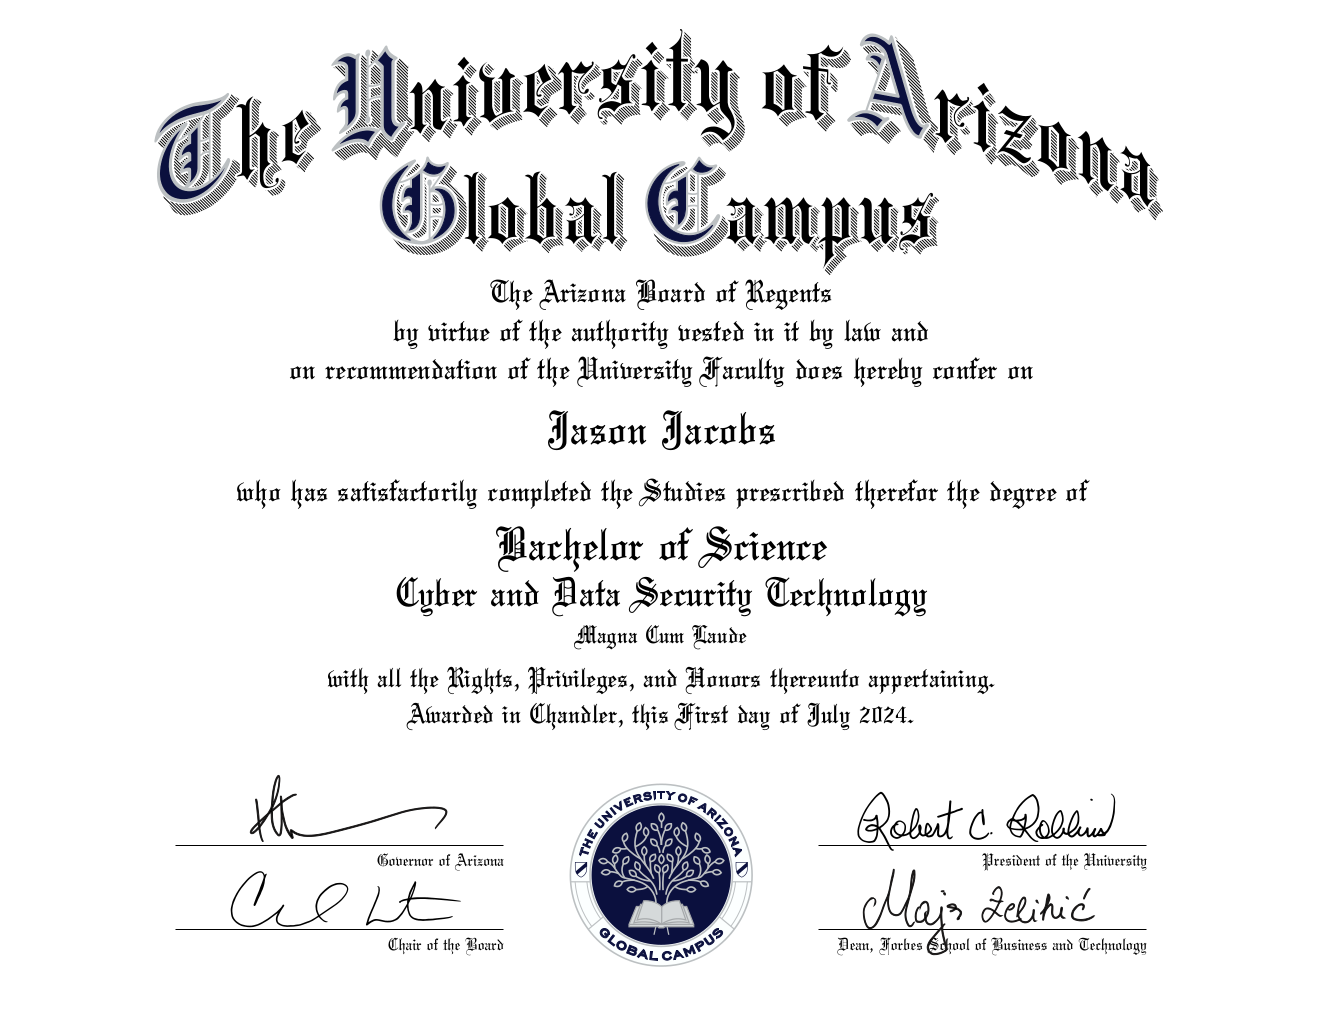 The University of Arizona
Global Campus
The Arizona Board of Regents
by virtue of the authority vested in it by law and
on recommendation of the University Faculty does hereby confer on
Jason Jacobs
who has satisfactorily completed the Studies prescribed therefor the degree of
Bachelor of Science
Cyber and Data Security Technology
Magna Cum Laude
with all the Rights, Privileges, and Honors thereunto appertaining.
Awarded in Chandler, this First day of July 2024.
Governor of Arizona
Chair of the Board
THE UNIVERSITY OF ARIZONA
GLOBAL CAMPUS
Robert C. Robbins
President of the University
Maja Zelihić
Dean, Forbes School of Business and Technology